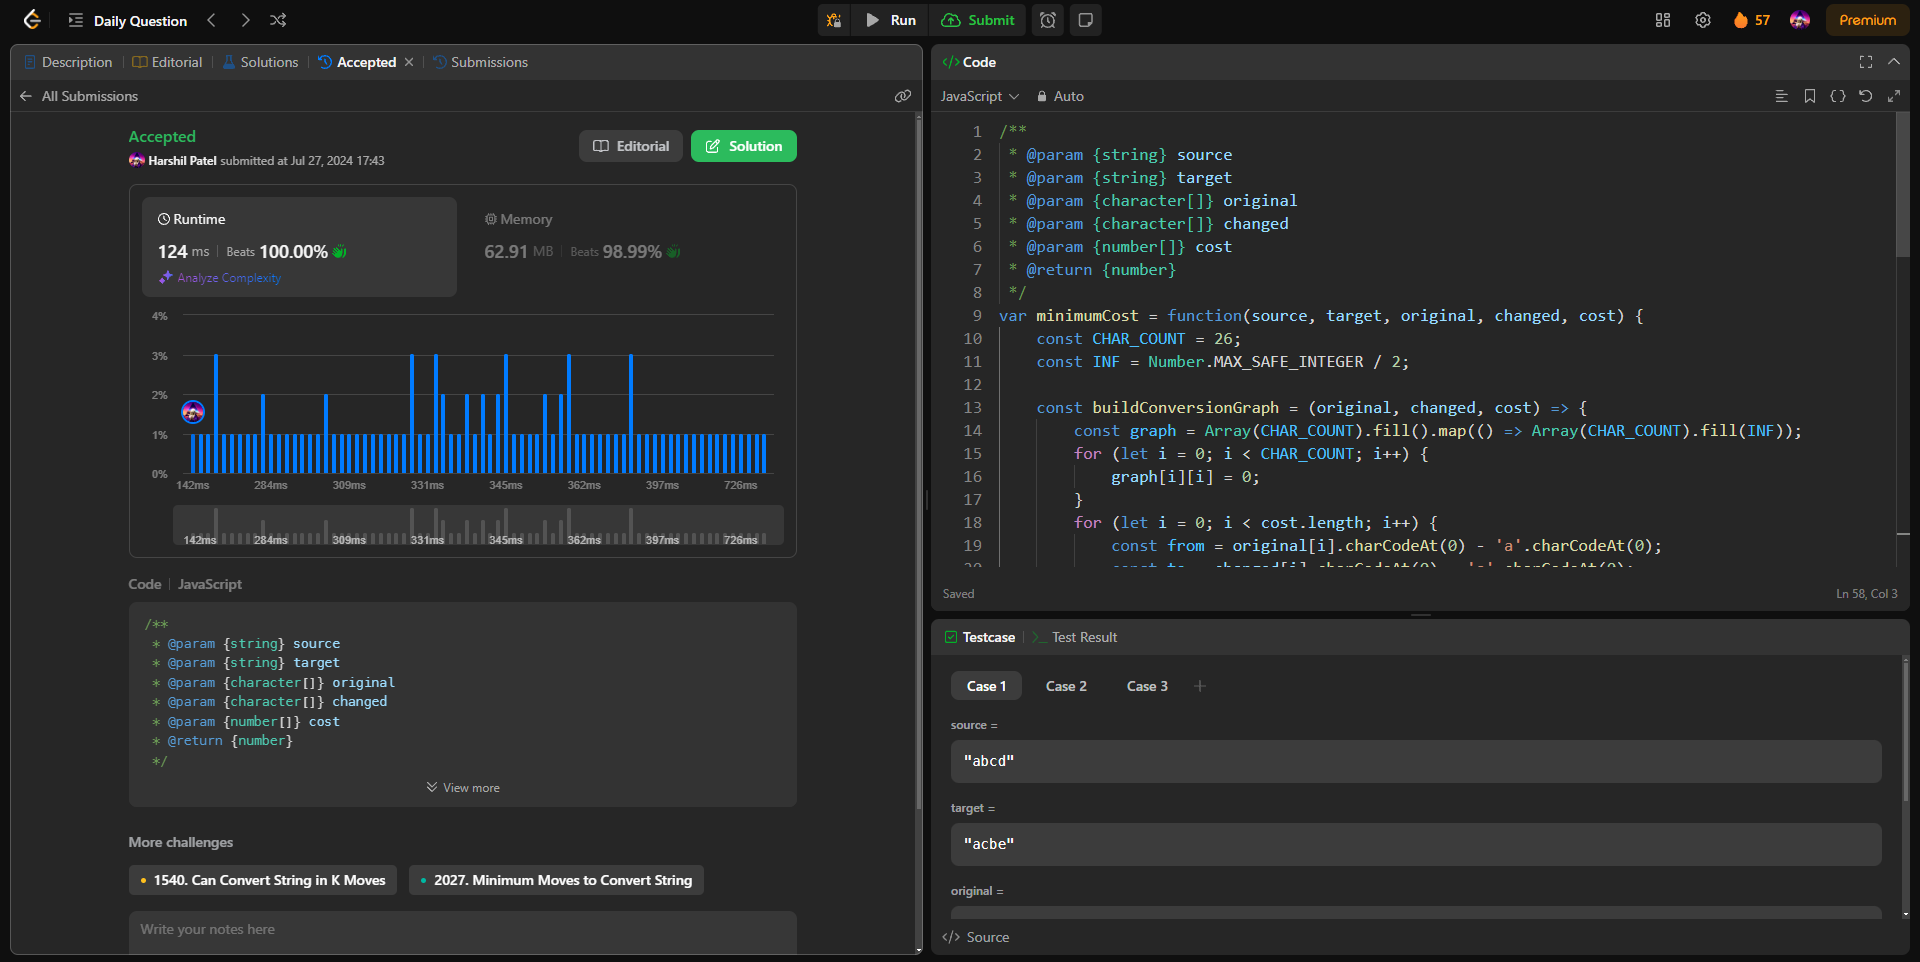 Daily Question
Run
Submit
57
Premium
Description
Editorial
Solutions
Accepted
Submissions
All Submissions
Accepted
Harshil Patel submitted at Jul 27, 2024 17:43
Editorial
Solution
Runtime
124 ms | Beats 100.00%
Analyze Complexity
Memory
62.91 MB | Beats 98.99%
4%
3%
2%
1%
0%
142ms 284ms 309ms 331ms 345ms 362ms 397ms 726ms
142ms 284ms 309ms 331ms 345ms 362ms 397ms 726ms
Code | JavaScript
/**
* @param {string} source
* @param {string} target
* @param {character[]} original
* @param {character[]} changed
* @param {number[]} cost
* @return {number}
*/
View more
More challenges
1540. Can Convert String in K Moves
2027. Minimum Moves to Convert String
Write your notes here
</> Code
JavaScript
Auto
1 /**
2 * @param {string} source
3 * @param {string} target
4 * @param {character[]} original
5 * @param {character[]} changed
6 * @param {number[]} cost
7 * @return {number}
8 */
9 var minimumCost = function(source, target, original, changed, cost) {
10 const CHAR_COUNT = 26;
11 const INF = Number.MAX_SAFE_INTEGER / 2;
12
13 const buildConversionGraph = (original, changed, cost) => {
14 const graph = Array(CHAR_COUNT).fill().map(() => Array(CHAR_COUNT).fill(INF));
15 for (let i = 0; i < CHAR_COUNT; i++) {
16 graph[i][i] = 0;
17 }
18 for (let i = 0; i < cost.length; i++) {
19 const from = original[i].charCodeAt(0) - 'a'.charCodeAt(0);
20 const to = changed[i].charCodeAt(0) - 'a'.charCodeAt(0);
Saved
Ln 58, Col 3
Testcase
Test Result
Case 1
Case 2
Case 3
+
source =
"abcd"
target =
"acbe"
original =
</> Source